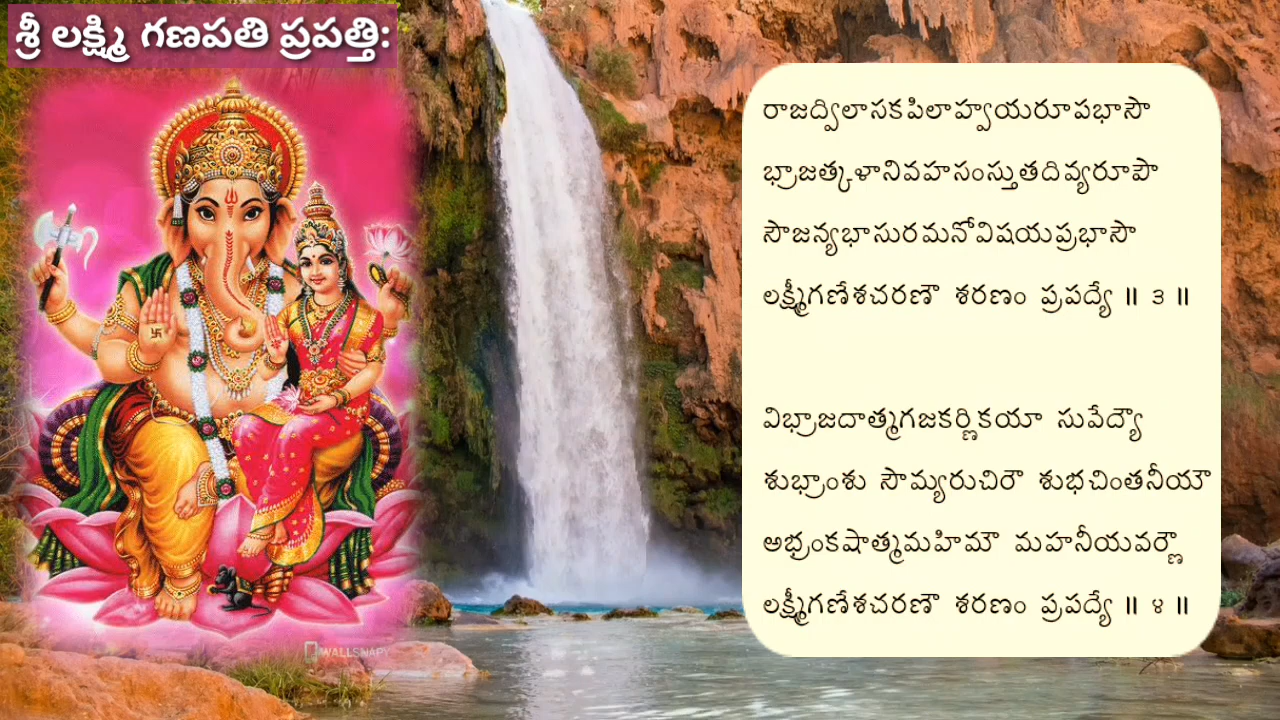 శ్రీ లక్ష్మి గణపతి ప్రపత్తి:
రాజద్విలాసకపిలాహ్వయరూపభాసౌ
భ్రాజత్కళానివహసంస్తుతదివ్యరూపౌ
సౌజన్యభాసురమనోవిషయప్రభాసౌ
లక్ష్మీగణేశచరణౌ శరణం ప్రపద్యే ॥ ౩ ॥
విభ్రాజదాత్మగజకర్ణికయా సువేద్యౌ
శుభ్రాంశు సౌమ్యరుచిరౌ శుభచింతనీయౌ
అభ్రంకషాత్మమహిమౌ మహనీయవర్ణౌ
లక్ష్మీగణేశచరణౌ శరణం ప్రపద్యే ॥ ౪ ॥
WALLSNAPY